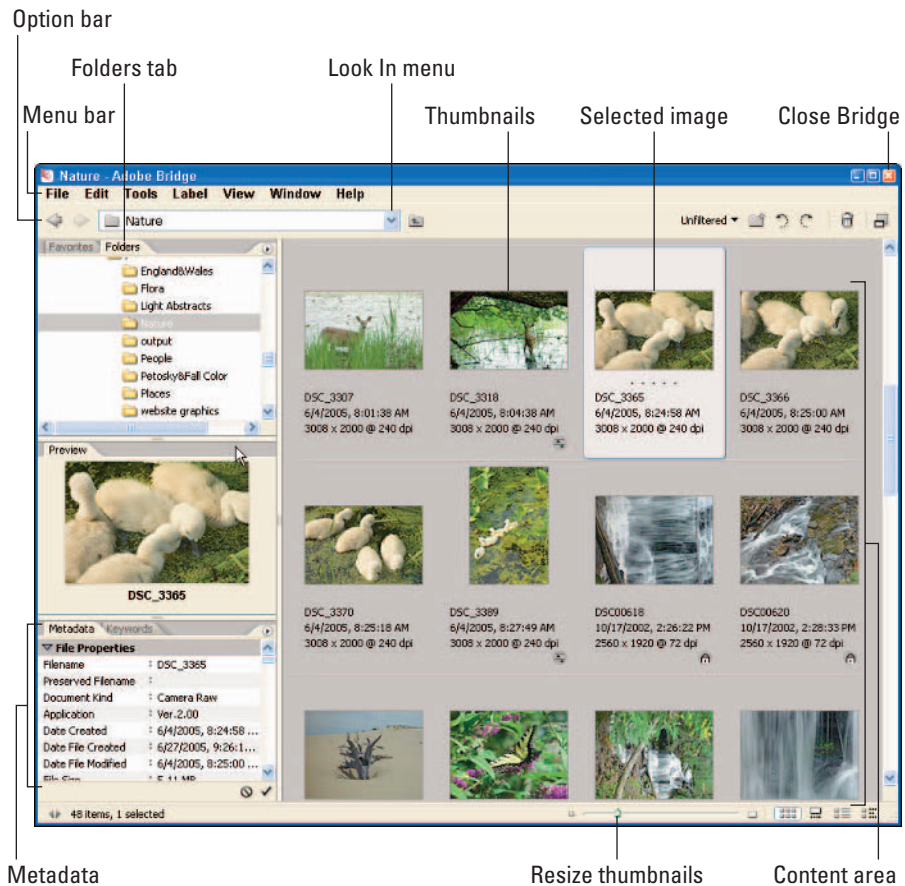 Option bar
Folders tab
Look In menu
Menu bar
Thumbnails
Selected image
Close Bridge
Nature - Adobe Bridge
File Edit Tools Label View Window Help
Nature
Unfiltered
Favorites Folders
England&Wales
Flora
Light Abstracts
Nature
output
People
Petosky&Fall Color
Places
website graphics
DSC_3307
6/4/2005, 8:01:38 AM
3008 x 2000 @ 240 dpi
DSC_3318
6/4/2005, 8:04:38 AM
3008 x 2000 @ 240 dpi
DSC_3365
6/4/2005, 8:24:58 AM
3008 x 2000 @ 240 dpi
DSC_3366
6/4/2005, 8:25:00 AM
3008 x 2000 @ 240 dpi
Preview
DSC_3365
DSC_3370
6/4/2005, 8:25:18 AM
3008 x 2000 @ 240 dpi
DSC_3389
6/4/2005, 8:27:49 AM
3008 x 2000 @ 240 dpi
DSC00618
10/17/2002, 2:26:22 PM
2560 x 1920 @ 72 dpi
DSC00620
10/17/2002, 2:28:33 PM
2560 x 1920 @ 72 dpi
Metadata Keywords
File Properties
Filename : DSC_3365
Preserved Filename :
Document Kind : Camera Raw
Application : Ver.2.00
Date Created : 6/4/2005, 8:24:58 ...
Date File Created : 6/27/2005, 9:26:1...
Date File Modified : 6/4/2005, 8:25:00 ...
File Size : 5.11 MB
48 items, 1 selected
Metadata
Resize thumbnails
Content area